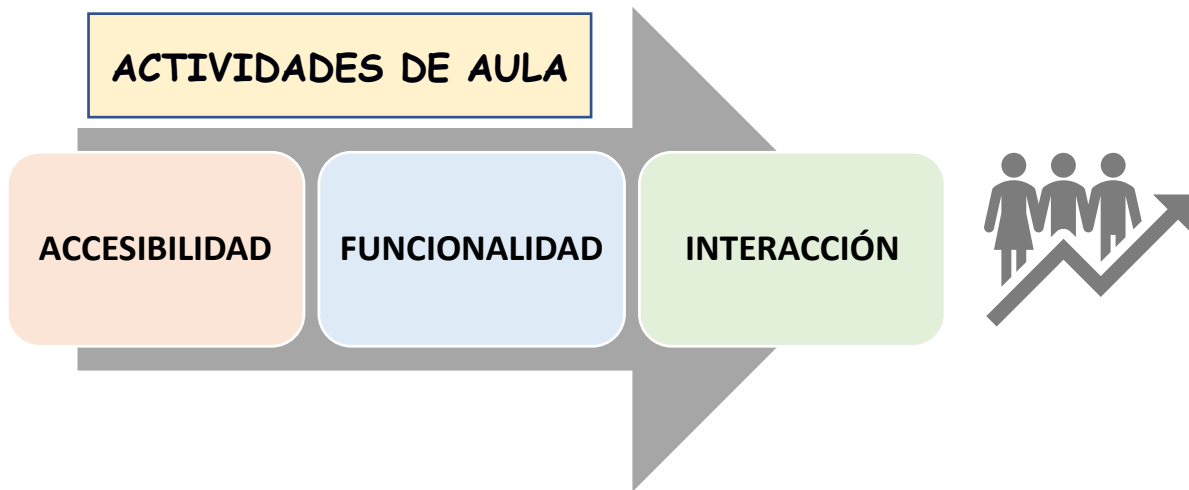 ACTIVIDADES DE AULA
ACCESIBILIDAD
FUNCIONALIDAD
INTERACCIÓN